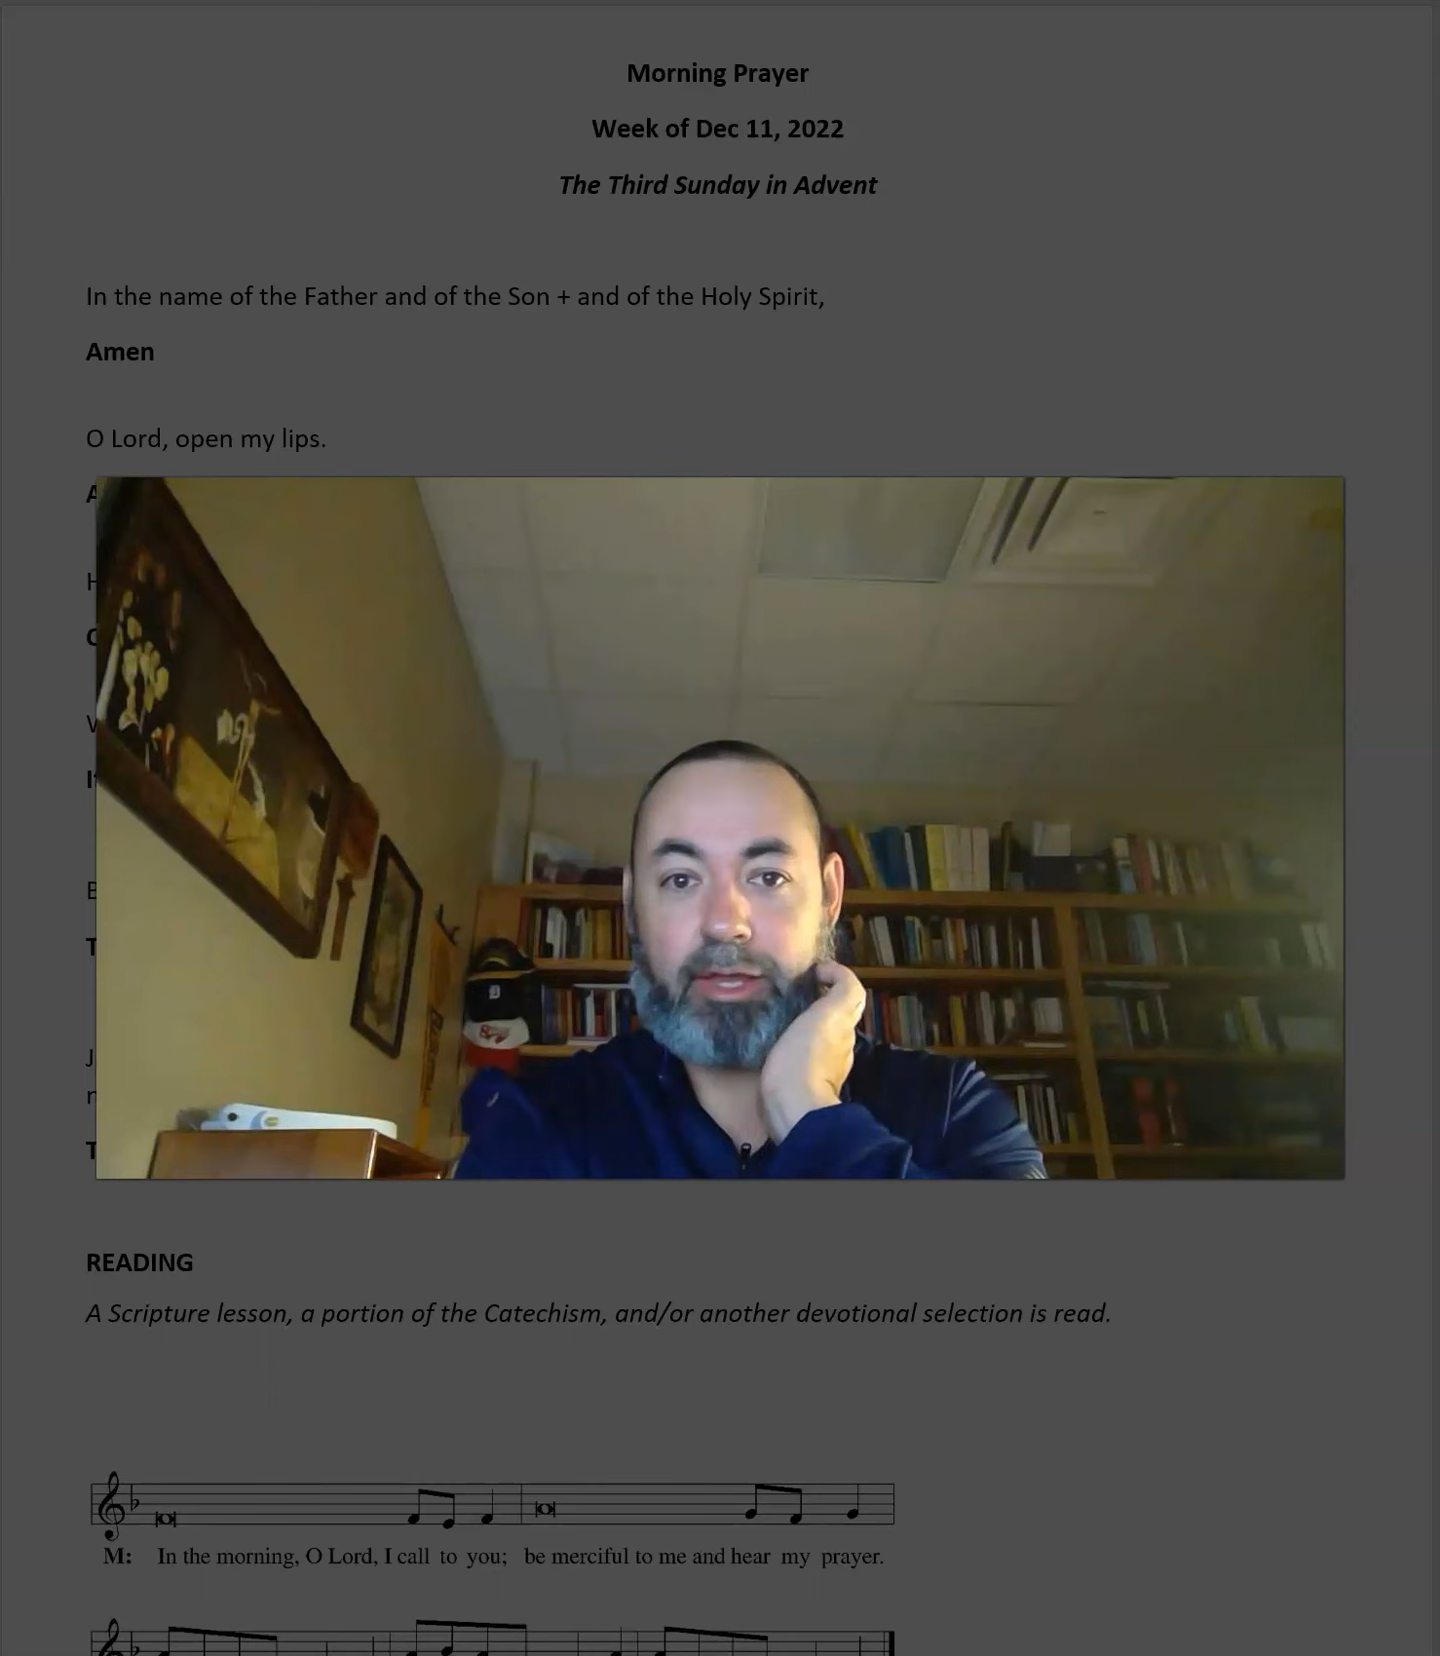 Morning Prayer
Week of Dec 11, 2022
The Third Sunday in Advent
In the name of the Father and of the Son + and of the Holy Spirit,
Amen
O Lord, open my lips.
READING
A Scripture lesson, a portion of the Catechism, and/or another devotional selection is read.
M: In the morning, O Lord, I call to you; be merciful to me and hear my prayer.